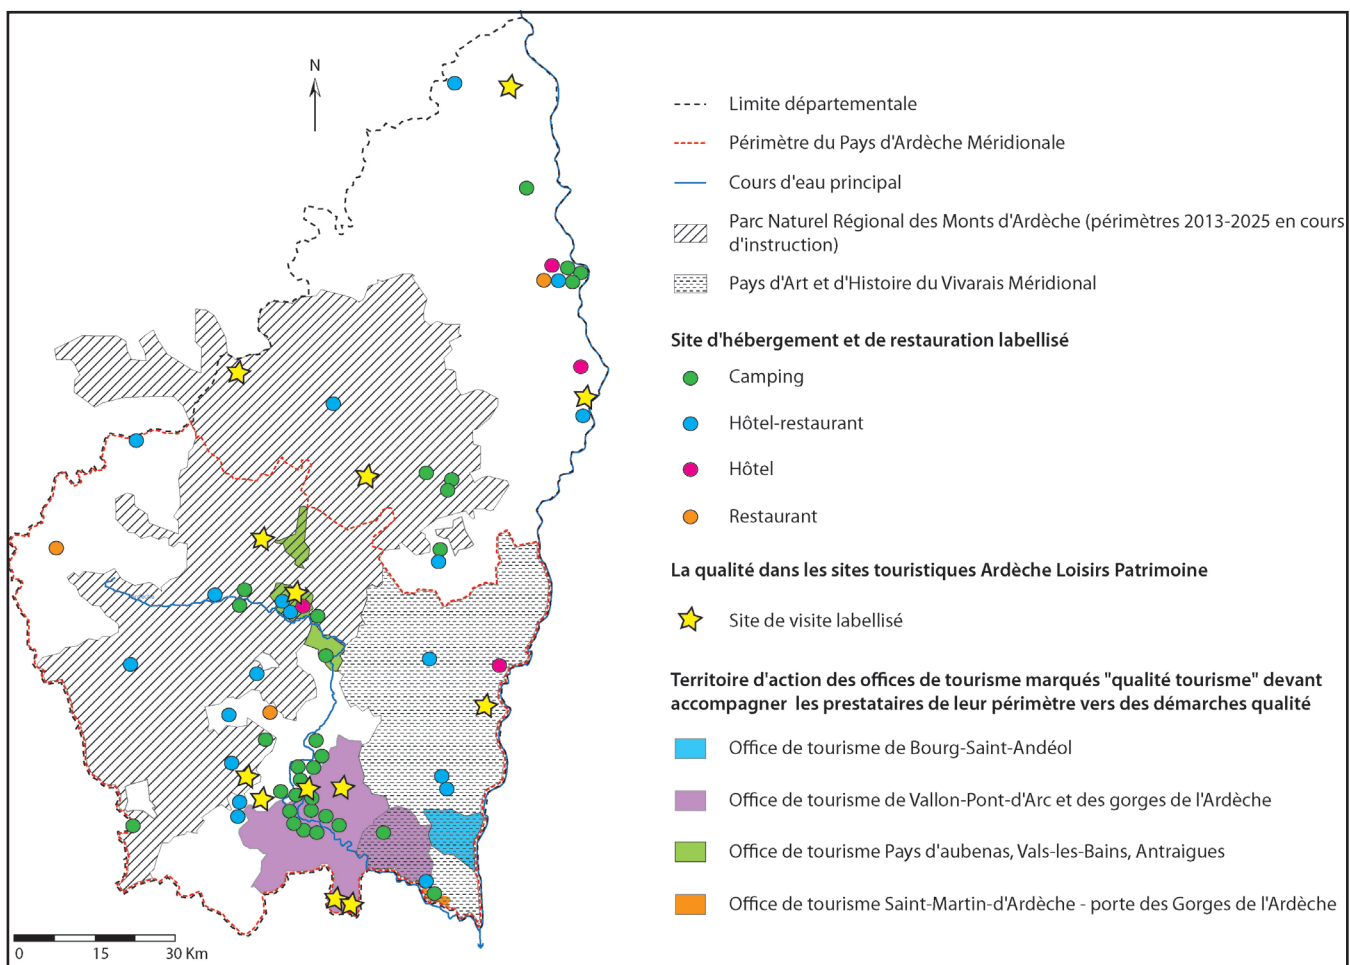 N
Limite départementale
Périmètre du Pays d'Ardèche Méridionale
Cours d'eau principal
Parc Naturel Régional des Monts d'Ardèche (périmètres 2013-2025 en cours
d'instruction)
Pays d'Art et d'Histoire du Vivarais Méridional
Site d'hébergement et de restauration labellisé
Camping
Hôtel-restaurant
Hôtel
Restaurant
La qualité dans les sites touristiques Ardèche Loisirs Patrimoine
Site de visite labellisé
Territoire d'action des offices de tourisme marqués "qualité tourisme" devant
accompagner les prestataires de leur périmètre vers des démarches qualité
Office de tourisme de Bourg-Saint-Andéol
Office de tourisme de Vallon-Pont-d'Arc et des gorges de l'Ardèche
Office de tourisme Pays d'aubenas, Vals-les-Bains, Antraigues
Office de tourisme Saint-Martin-d'Ardèche - porte des Gorges de l'Ardèche
0 15 30 Km